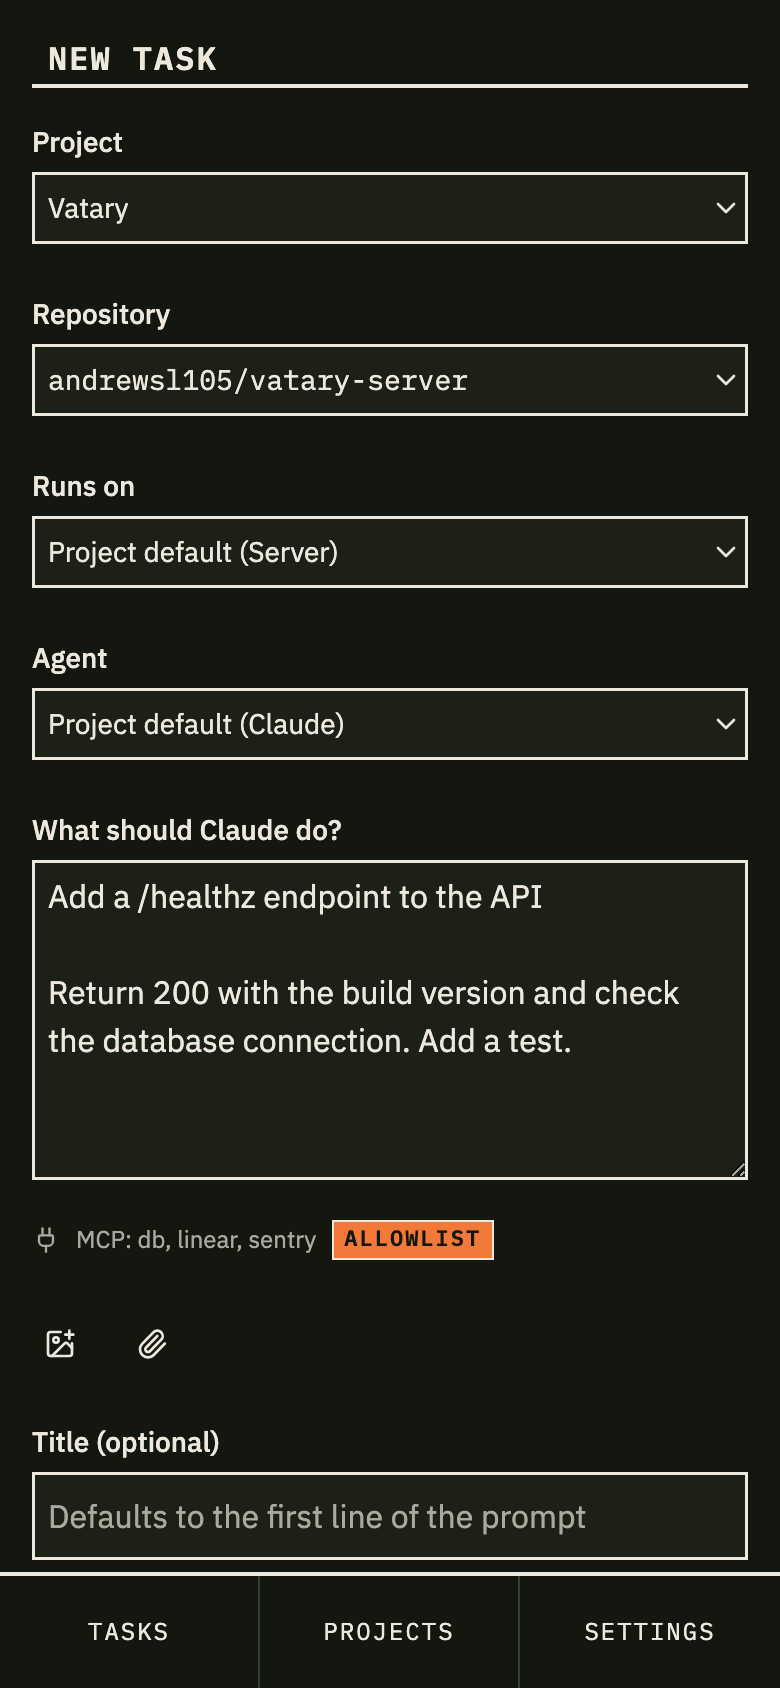 NEW TASK
Project
Vatary
Repository
andrewsl105/vatary-server
Runs on
Project default (Server)
Agent
Project default (Claude)
What should Claude do?
Add a /healthz endpoint to the API
Return 200 with the build version and check
the database connection. Add a test.
MCP: db, linear, sentry ALLOWLIST
Title (optional)
Defaults to the first line of the prompt
TASKS PROJECTS SETTINGS